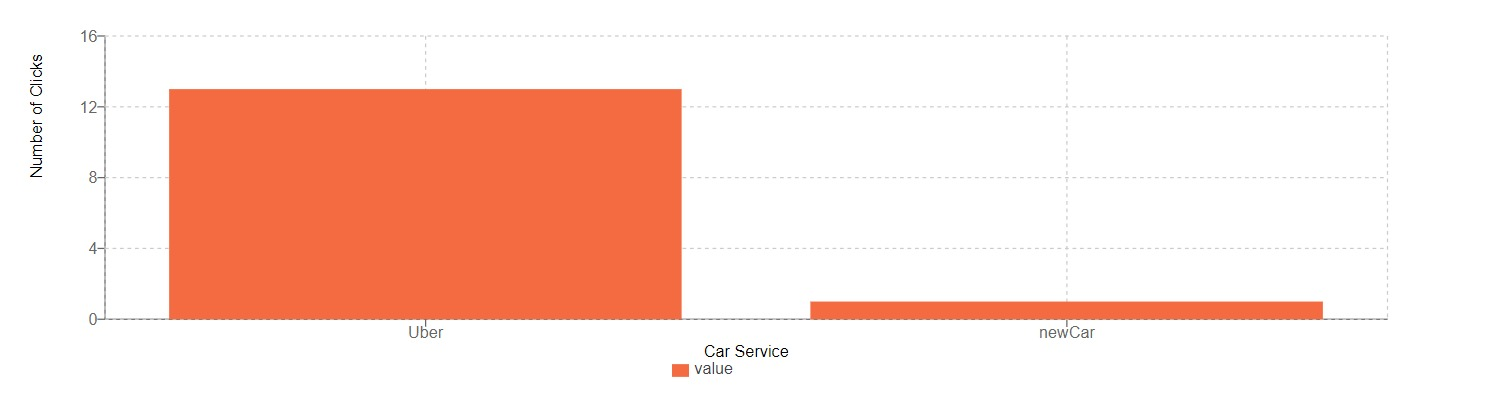 Number of Clicks
16
12
8
4
0
Uber
newCar
Car Service
value